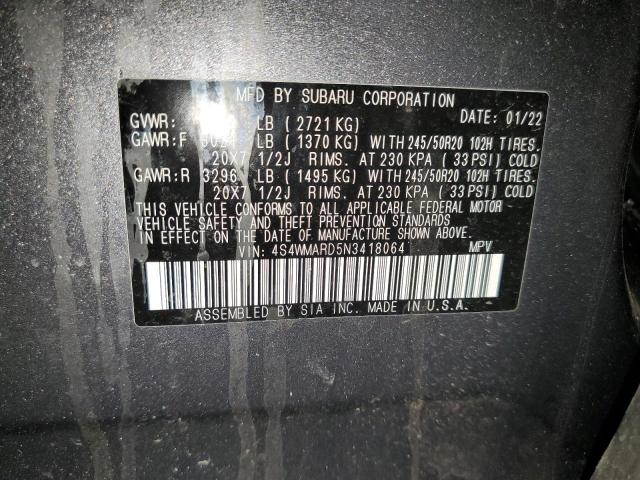 MFD BY SUBARU CORPORATION DATE: 01/22
GVWR: LB ( 2721 KG)
GAWR:F LB ( 1370 KG) WITH 245/50R20 102H TIRES.
20X7 1/2J RIMS. AT 230 KPA ( 33 PSI) COLD
GAWR:R 3296 LB ( 1495 KG) WITH 245/50R20 102H TIRES.
20X7 1/2J RIMS. AT 230 KPA ( 33 PSI) COLD
THIS VEHICLE CONFORMS TO ALL APPLICABLE FEDERAL MOTOR
VEHICLE SAFETY AND THEFT PREVENTION STANDARDS
IN EFFECT ON THE DATE OF MANUFACTURE SHOWN ABOVE.
VIN: 4S4WMARD5N3418064 MPV
ASSEMBLED BY SIA INC. MADE IN U.S.A.